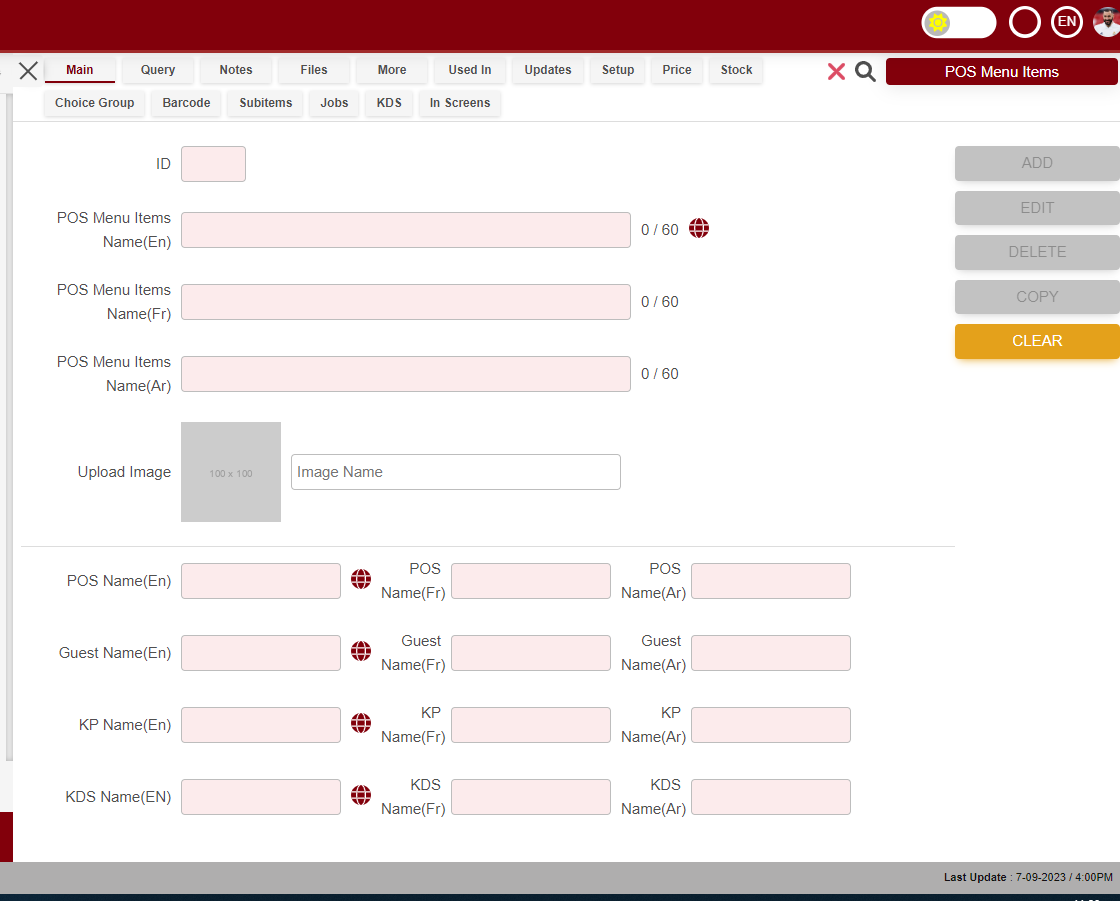 EN
Main Query Notes Files More Used In Updates Setup Price Stock
POS Menu Items
Choice Group Barcode Subitems Jobs KDS In Screens
ID
ADD
POS Menu Items
Name(En)
0 / 60
EDIT
DELETE
POS Menu Items
Name(Fr)
0 / 60
COPY
CLEAR
POS Menu Items
Name(Ar)
0 / 60
Upload Image
100 x 100
Image Name
POS Name(En)
POS
Name(Fr)
POS
Name(Ar)
Guest Name(En)
Guest
Name(Fr)
Guest
Name(Ar)
KP Name(En)
KP
Name(Fr)
KP
Name(Ar)
KDS Name(EN)
KDS
Name(Fr)
KDS
Name(Ar)
Last Update : 7-09-2023 / 4:00PM